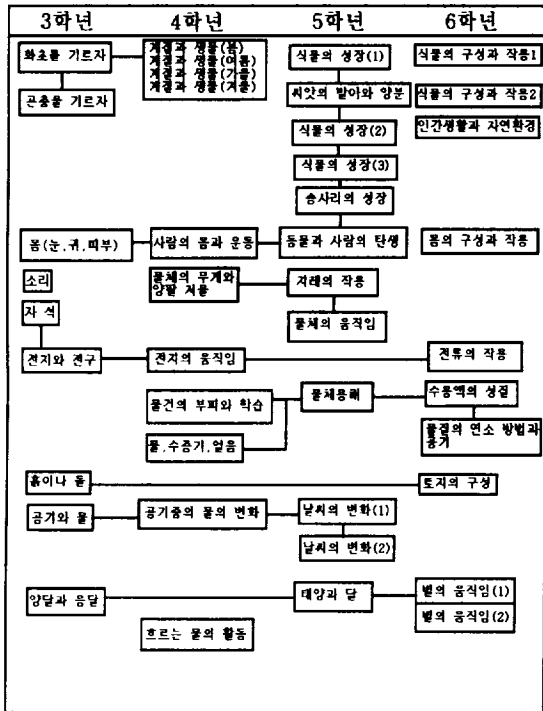 3학년 4학년 5학년 6학년
화초를 기르자
계절과 생물(봄)
계절과 생물(여름)
계절과 생물(가을)
계절과 생물(겨울)
식물의 성장(1)
식물의 구성과 작용1
곤충을 기르자
씨앗의 발아와 양분
식물의 구성과 작용2
식물의 성장(2)
인간생활과 자연환경
식물의 성장(3)
송사리의 성장
몸(눈,귀,피부)
사람의 몸과 운동
동물과 사람의 탄생
몸의 구성과 작용
소리
물체의 무게와
양팔 저울
지레의 작용
자 석
물체의 움직임
전지와 전구
전지의 움직임
전류의 작용
물건의 부피와 학습
물체용해
수용액의 성질
물,수증기,얼음
물질의 연소 방법과
공기
흙이나 돌
토지의 구성
공기와 물
공기중의 물의 변화
날씨의 변화(1)
날씨의 변화(2)
양달과 음달
태양과 달
별의 움직임(1)
별의 움직임(2)
흐르는 물의 활동